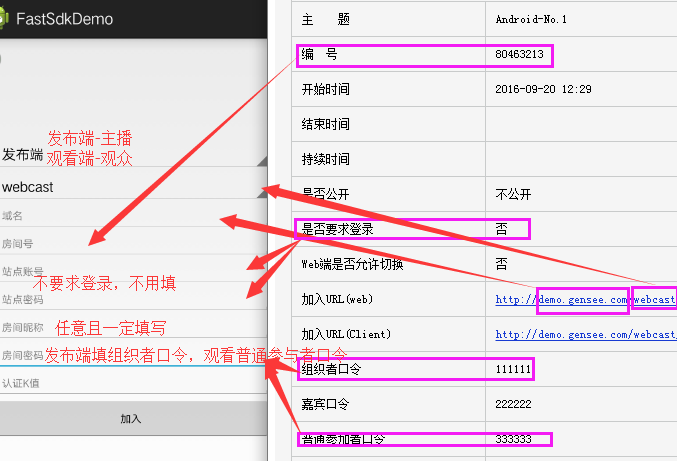 FastSdkDemo
发布端-主播
发布端
观看端-观众
webcast
域名
房间号
站点账号
不要求登录，不用填
站点密码
房间昵称
任意且一定填写
房间密码
发布端填组织者口令，观看普通参与者口令
认证K值
加入
主 题 Android-No.1
编 号 80463213
开始时间 2016-09-20 12:29
结束时间
持续时间
是否公开 不公开
是否要求登录 否
Web端是否允许切换 否
加入URL(web) http://demo.gensee.com/webcast
加入URL(Client) http://demo.gensee.com/webcast
组织者口令 111111
嘉宾口令 222222
普通参加者口令 333333